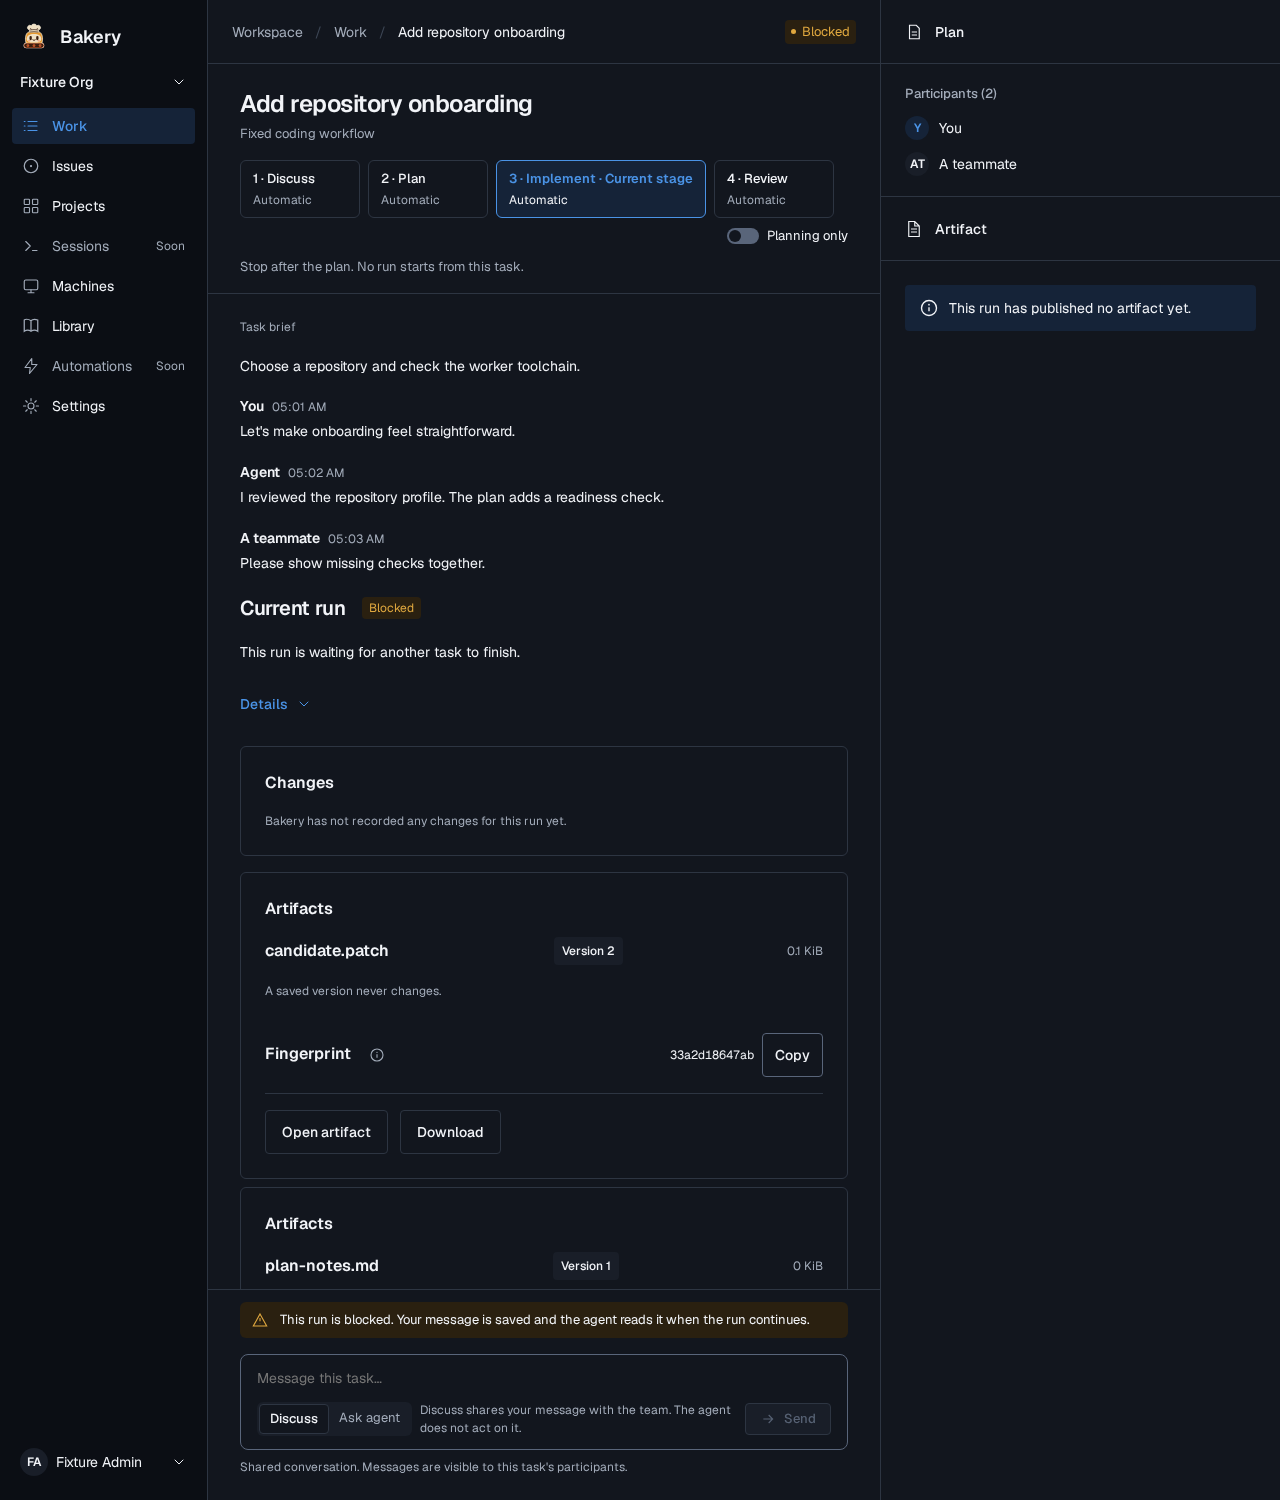 Bakery
Fixture Org
Work
Issues
Projects
Sessions Soon
Machines
Library
Automations Soon
Settings
FA Fixture Admin
Workspace / Work / Add repository onboarding
Blocked
Add repository onboarding
Fixed coding workflow
1 · Discuss
Automatic
2 · Plan
Automatic
3 · Implement · Current stage
Automatic
4 · Review
Automatic
Planning only
Stop after the plan. No run starts from this task.
Task brief
Choose a repository and check the worker toolchain.
You 05:01 AM
Let's make onboarding feel straightforward.
Agent 05:02 AM
I reviewed the repository profile. The plan adds a readiness check.
A teammate 05:03 AM
Please show missing checks together.
Current run Blocked
This run is waiting for another task to finish.
Details
Changes
Bakery has not recorded any changes for this run yet.
Artifacts
candidate.patch Version 2 0.1 KiB
A saved version never changes.
Fingerprint 33a2d18647ab Copy
Open artifact Download
Artifacts
plan-notes.md Version 1 0 KiB
This run is blocked. Your message is saved and the agent reads it when the run continues.
Message this task...
Discuss Ask agent
Discuss shares your message with the team. The agent
does not act on it.
Send
Shared conversation. Messages are visible to this task's participants.
Plan
Participants (2)
Y You
AT A teammate
Artifact
This run has published no artifact yet.